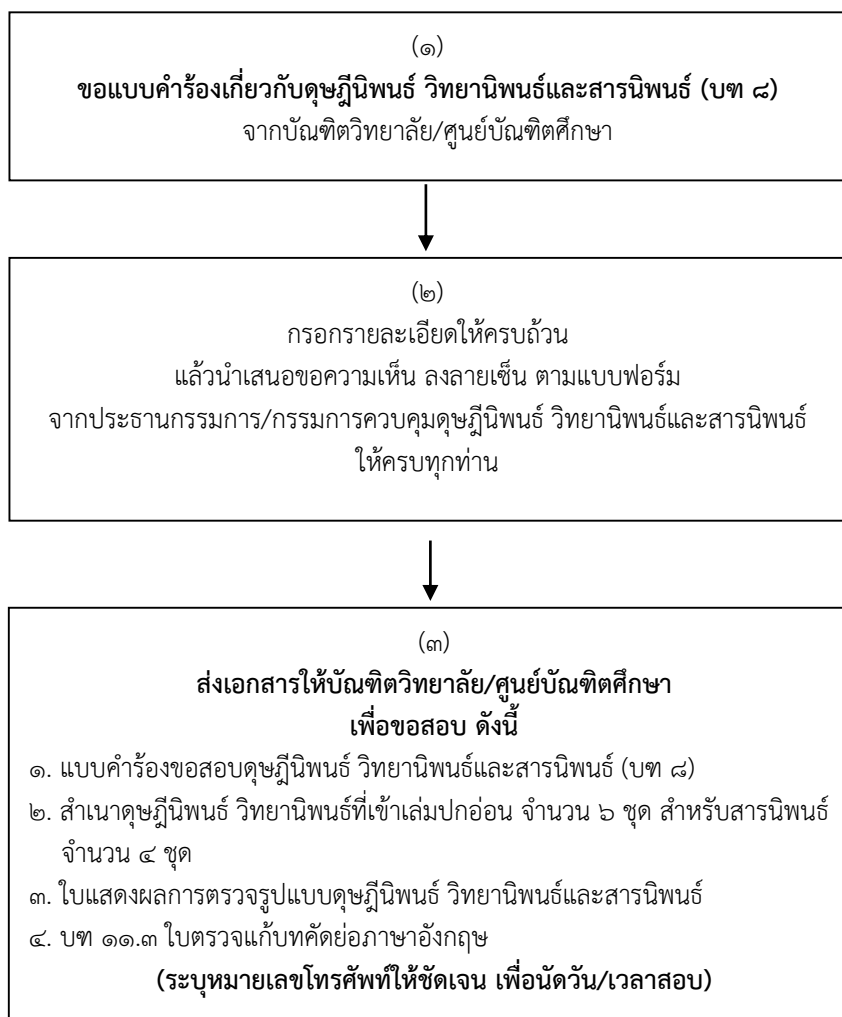 (๑)
ขอแบบคำร้องเกี่ยวกับดุษฎีนิพนธ์ วิทยานิพนธ์และสารนิพนธ์ (บฑ ๘)
จากบัณฑิตวิทยาลัย/ศูนย์บัณฑิตศึกษา
(๒)
กรอกรายละเอียดให้ครบถ้วน
แล้วนำเสนอขอความเห็น ลงลายเซ็น ตามแบบฟอร์ม
จากประธานกรรมการ/กรรมการควบคุมดุษฎีนิพนธ์ วิทยานิพนธ์และสารนิพนธ์
ให้ครบทุกท่าน
(๓)
ส่งเอกสารให้บัณฑิตวิทยาลัย/ศูนย์บัณฑิตศึกษา
เพื่อขอสอบ ดังนี้
๑. แบบคำร้องขอสอบดุษฎีนิพนธ์ วิทยานิพนธ์และสารนิพนธ์ (บฑ ๘)
๒. สำเนาดุษฎีนิพนธ์ วิทยานิพนธ์ที่เข้าเล่มปกอ่อน จำนวน ๖ ชุด สำหรับสารนิพนธ์
จำนวน ๔ ชุด
๓. ใบแสดงผลการตรวจรูปแบบดุษฎีนิพนธ์ วิทยานิพนธ์และสารนิพนธ์
๔. บฑ ๑๑.๓ ใบตรวจแก้บทคัดย่อภาษาอังกฤษ
(ระบุหมายเลขโทรศัพท์ให้ชัดเจน เพื่อนัดวัน/เวลาสอบ)